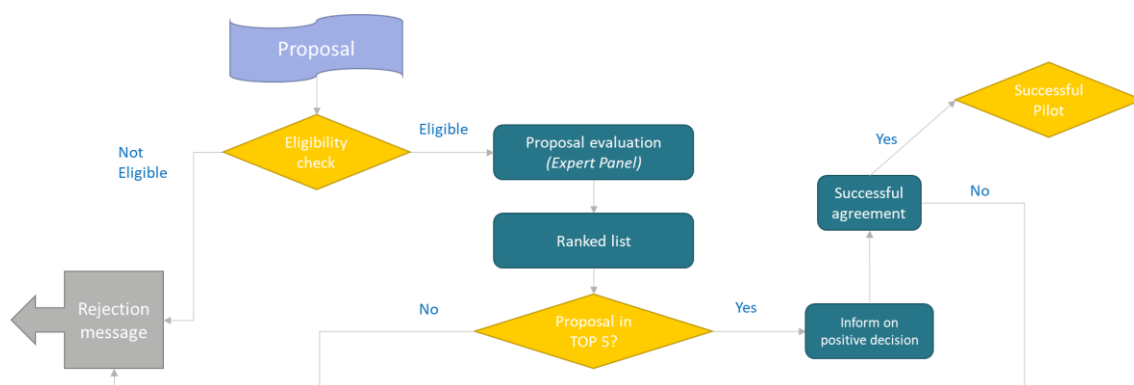 Proposal
Eligibility
check
Eligible
Not
Eligible
Proposal evaluation
(Expert Panel)
Ranked list
Proposal in
TOP 5?
No
Yes
Rejection
message
Inform on
positive decision
Successful
agreement
Yes
No
Successful
Pilot